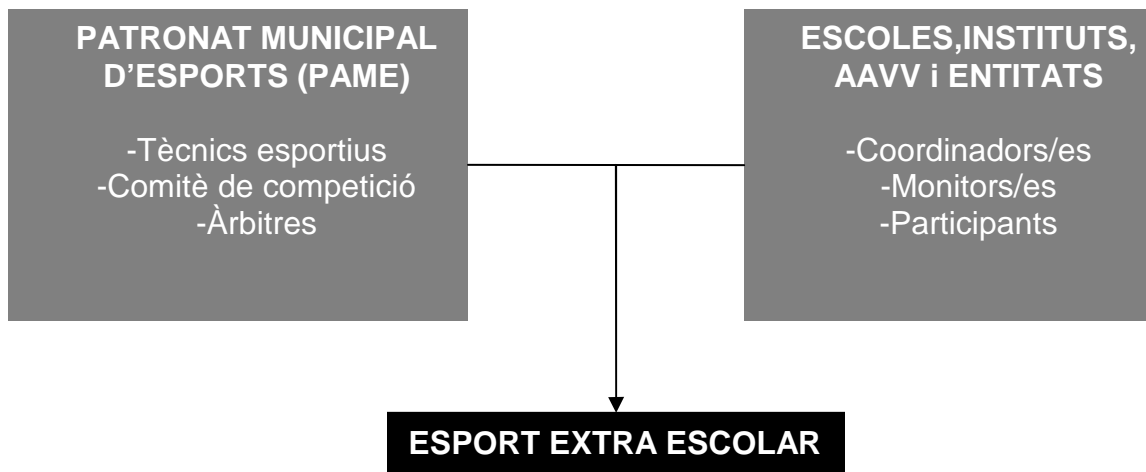 PATRONAT MUNICIPAL
D’ESPORTS (PAME)
-Tècnics esportius
-Comitè de competició
-Àrbitres
ESCOLES,INSTITUTS,
AAVV i ENTITATS
-Coordinadors/es
-Monitors/es
-Participants
ESPORT EXTRA ESCOLAR